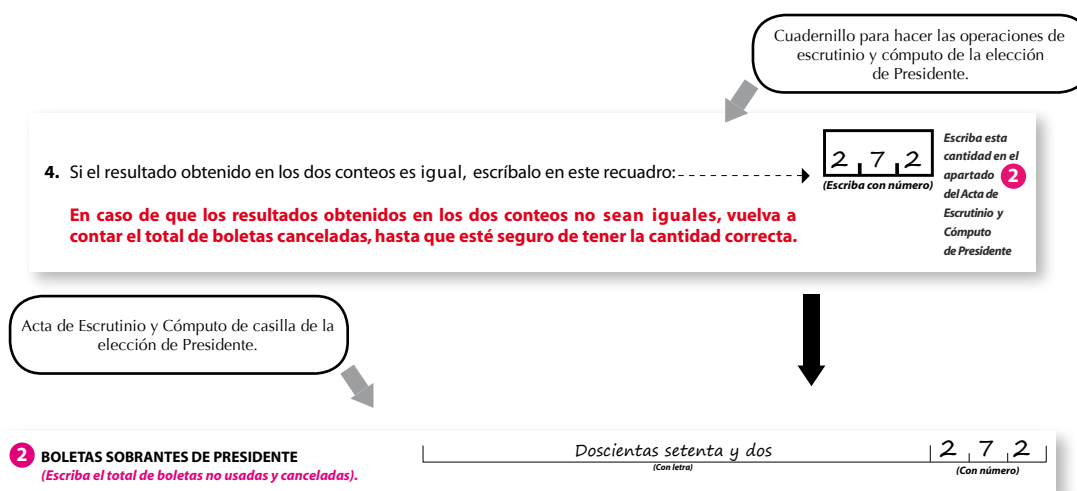 Cuadernillo para hacer las operaciones de
escrutinio y cómputo de la elección
de Presidente.
4. Si el resultado obtenido en los dos conteos es igual, escríbalo en este recuadro:
2 7 2
(Escriba con número)
Escriba esta
cantidad en el
apartado 2
del Acta de
Escrutinio y
Cómputo
de Presidente
En caso de que los resultados obtenidos en los dos conteos no sean iguales, vuelva a
contar el total de boletas canceladas, hasta que esté seguro de tener la cantidad correcta.
Acta de Escrutinio y Cómputo de casilla de la
elección de Presidente.
2 BOLETAS SOBRANTES DE PRESIDENTE
(Escriba el total de boletas no usadas y canceladas).
Doscientas setenta y dos
(Con letra)
2 7 2
(Con número)